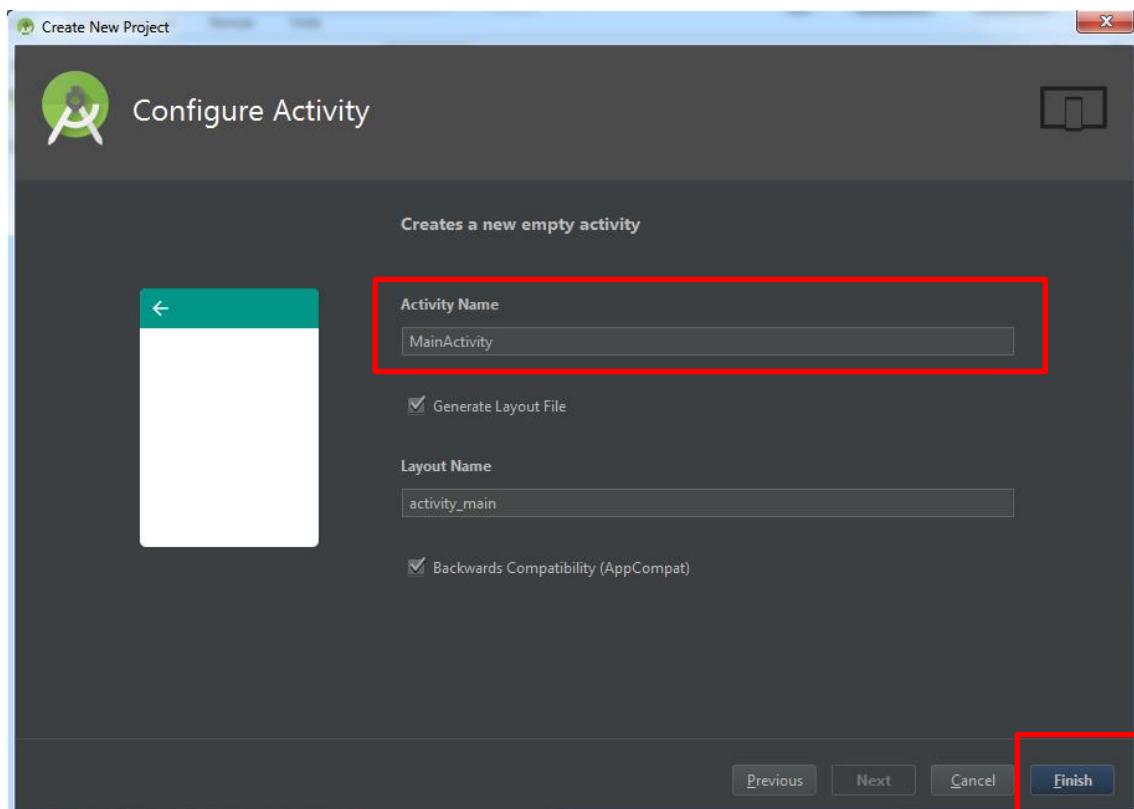 Create New Project
Configure Activity
Creates a new empty activity
Activity Name
MainActivity
Generate Layout File
Layout Name
activity_main
Backwards Compatibility (AppCompat)
Previous Next Cancel Finish